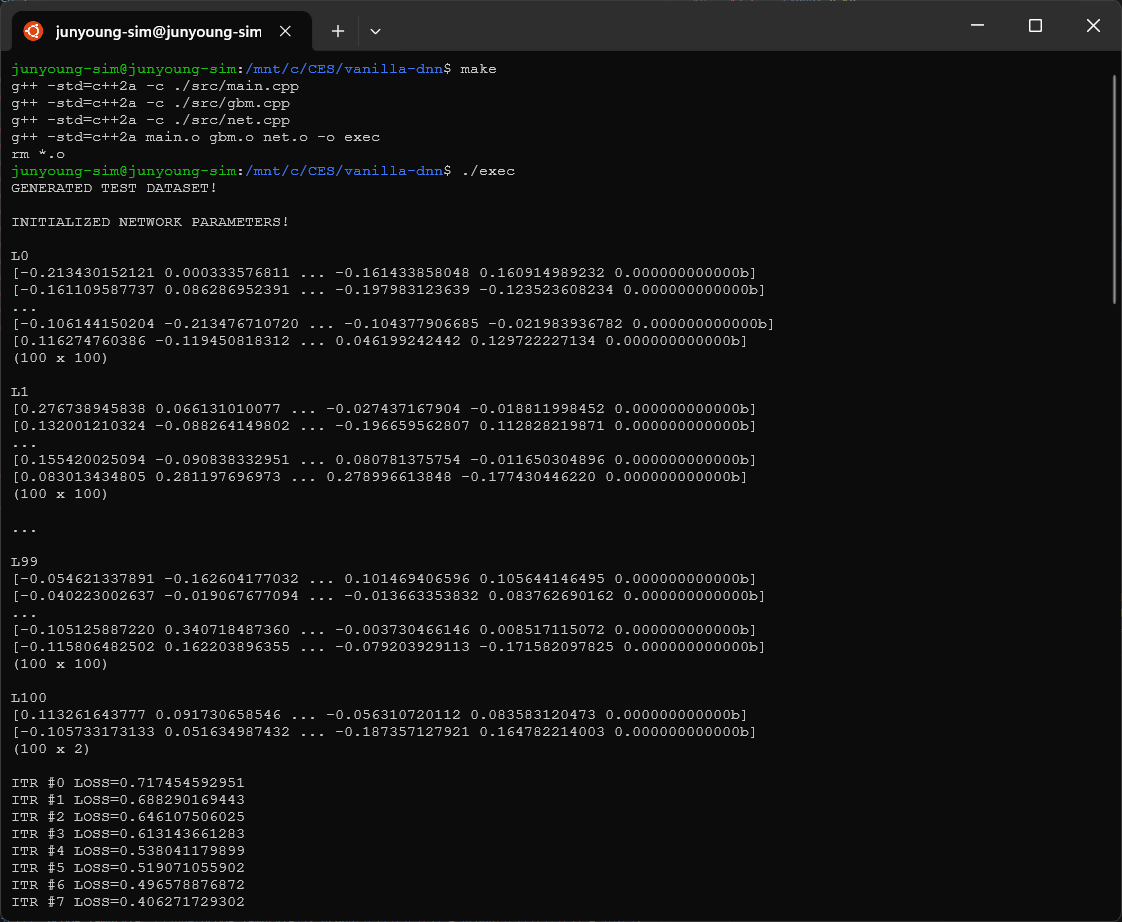 junyoung-sim@junyoung-sim
junyoung-sim@junyoung-sim:/mnt/c/CES/vanilla-dnn$ make
g++ -std=c++2a -c ./src/main.cpp
g++ -std=c++2a -c ./src/gbm.cpp
g++ -std=c++2a -c ./src/net.cpp
g++ -std=c++2a main.o gbm.o net.o -o exec
rm *.o
junyoung-sim@junyoung-sim:/mnt/c/CES/vanilla-dnn$ ./exec
GENERATED TEST DATASET!
INITIALIZED NETWORK PARAMETERS!
L0
[-0.213430152121 0.000333576811 ... -0.161433858048 0.160914989232 0.000000000000b]
[-0.161109587737 0.086286952391 ... -0.197983123639 -0.123523608234 0.000000000000b]
...
[-0.106144150204 -0.213476710720 ... -0.104377906685 -0.021983936782 0.000000000000b]
[0.116274760386 -0.119450818312 ... 0.046199242442 0.129722227134 0.000000000000b]
(100 x 100)
L1
[0.276738945838 0.066131010077 ... -0.027437167904 -0.018811998452 0.000000000000b]
[0.132001210324 -0.088264149802 ... -0.196659562807 0.112828219871 0.000000000000b]
...
[0.155420025094 -0.090838332951 ... 0.080781375754 -0.011650304896 0.000000000000b]
[0.083013434805 0.281197696973 ... 0.278996613848 -0.177430446220 0.000000000000b]
(100 x 100)
...
L99
[-0.054621337891 -0.162604177032 ... 0.101469406596 0.105644146495 0.000000000000b]
[-0.040223002637 -0.019067677094 ... -0.013663353832 0.083762690162 0.000000000000b]
...
[-0.105125887220 0.340718487360 ... -0.003730466146 0.008517115072 0.000000000000b]
[-0.115806482502 0.162203896355 ... -0.079203929113 -0.171582097825 0.000000000000b]
(100 x 100)
L100
[0.113261643777 0.091730658546 ... -0.056310720112 0.083583120473 0.000000000000b]
[-0.105733173133 0.051634987432 ... -0.187357127921 0.164782214003 0.000000000000b]
(100 x 2)
ITR #0 LOSS=0.717454592951
ITR #1 LOSS=0.688290169443
ITR #2 LOSS=0.646107506025
ITR #3 LOSS=0.613143661283
ITR #4 LOSS=0.538041179899
ITR #5 LOSS=0.519071055902
ITR #6 LOSS=0.496578876872
ITR #7 LOSS=0.406271729302